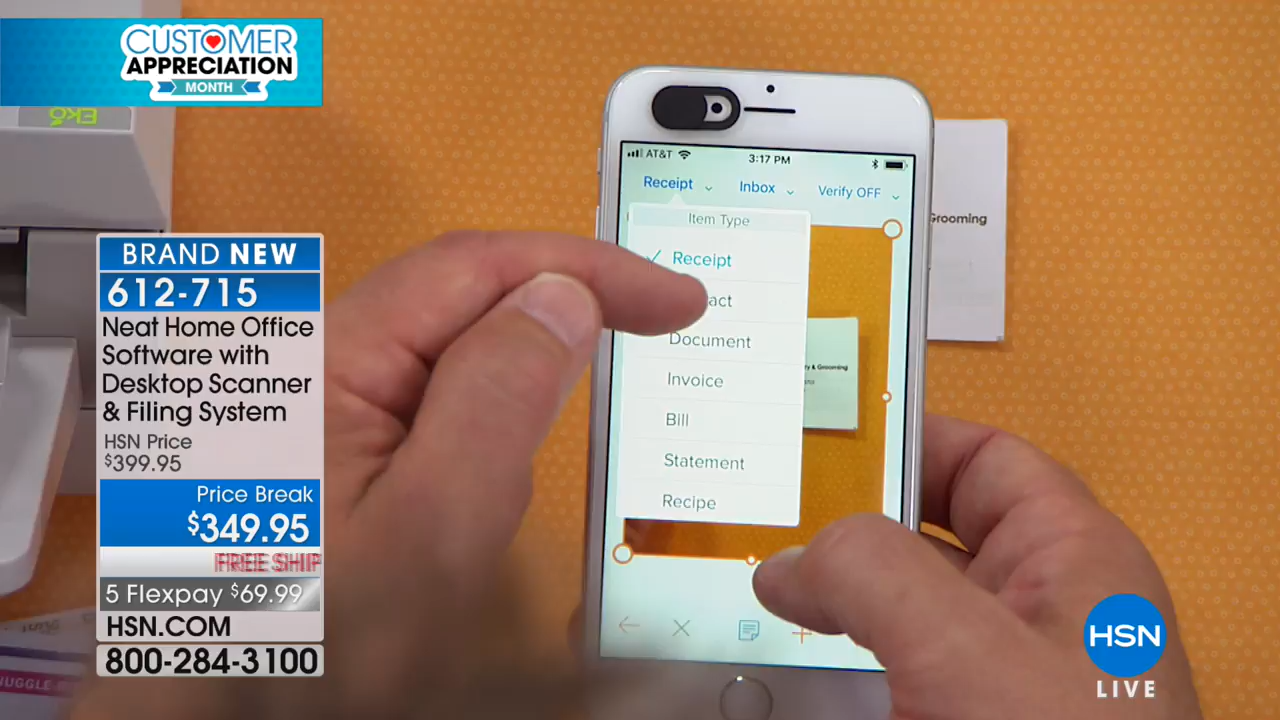 CUSTOMER
APPRECIATION
MONTH
BRAND NEW
612-715
Neat Home Office
Software with
Desktop Scanner
& Filing System
HSN Price
$399.95
Price Break
$349.95
FREE SHIP
5 Flexpay $69.99
HSN.COM
800-284-3100
AT&T
3:17 PM
Receipt
Inbox
Verify OFF
Item Type
Receipt
Document
Invoice
Bill
Statement
Recipe
Grooming
& Grooming
HSN
LIVE